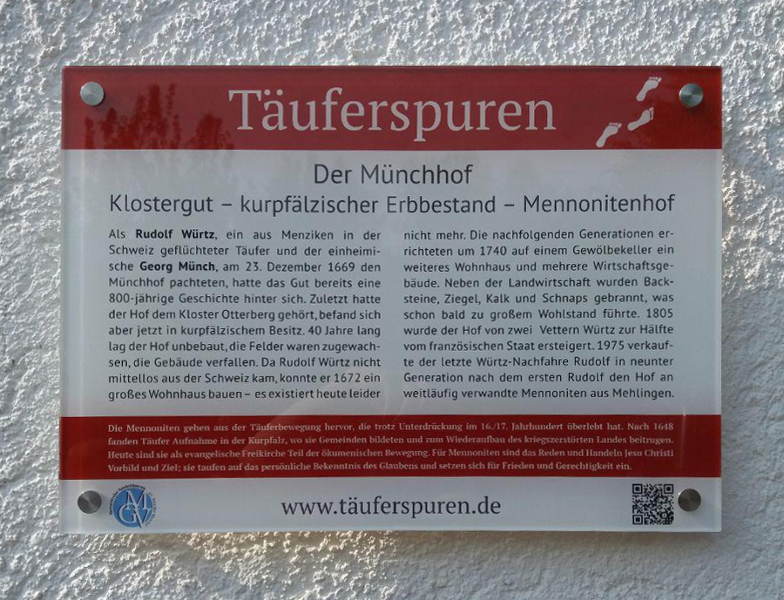 Täuferspuren
Der Münchhof
Klostergut – kurpfälzischer Erbbestand – Mennonitenhof
Als Rudolf Würtz, ein aus Menziken in der
Schweiz geflüchteter Täufer und der einheimi-
sche Georg Münch, am 23. Dezember 1669 den
Münchhof pachteten, hatte das Gut bereits eine
800-jährige Geschichte hinter sich. Zuletzt hatte
der Hof dem Kloster Otterberg gehört, befand sich
aber jetzt in kurpfälzischem Besitz. 40 Jahre lang
lag der Hof unbebaut, die Felder waren zugewach-
sen, die Gebäude verfallen. Da Rudolf Würtz nicht
mittellos aus der Schweiz kam, konnte er 1672 ein
großes Wohnhaus bauen – es existiert heute leider
nicht mehr. Die nachfolgenden Generationen er-
richteten um 1740 auf einem Gewölbekeller ein
weiteres Wohnhaus und mehrere Wirtschaftsge-
bäude. Neben der Landwirtschaft wurden Back-
steine, Ziegel, Kalk und Schnaps gebrannt, was
schon bald zu großem Wohlstand führte. 1805
wurde der Hof von zwei Vettern Würtz zur Hälfte
vom französischen Staat ersteigert. 1975 verkauf-
te der letzte Würtz-Nachfahre Rudolf in neunter
Generation nach dem ersten Rudolf den Hof an
weitläufig verwandte Mennoniten aus Mehlingen.
Die Mennoniten gehen aus der Täuferbewegung hervor, die trotz Unterdrückung im 16./17. Jahrhundert überlebt hat. Nach 1648
fanden Täufer Aufnahme in der Kurpfalz, wo sie Gemeinden bildeten und zum Wiederaufbau des kriegszerstörten Landes beitrugen.
Heute sind sie als evangelische Freikirche Teil der ökumenischen Bewegung. Für Mennoniten sind das Reden und Handeln Jesu Christi
Vorbild und Ziel; sie taufen auf das persönliche Bekenntnis des Glaubens und setzen sich für Frieden und Gerechtigkeit ein.
MGV
www.täuferspuren.de